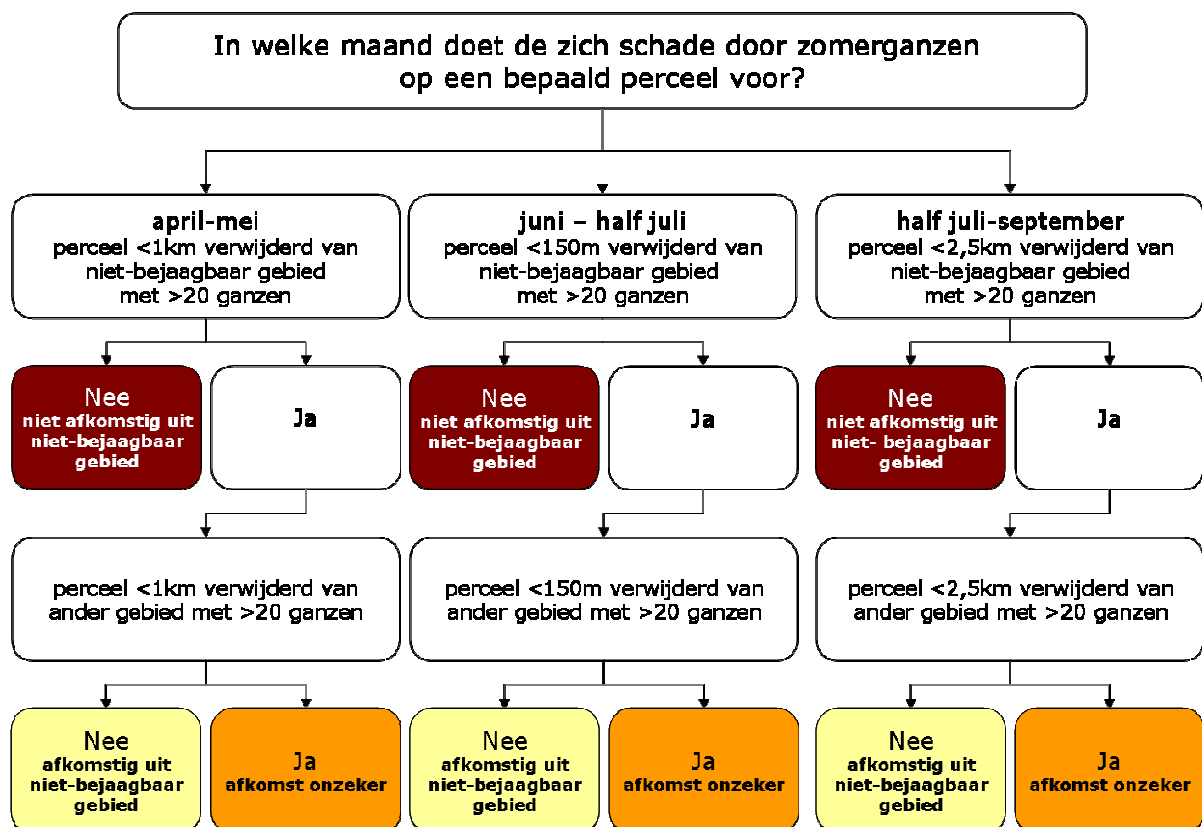 In welke maand doet de zich schade door zomerganzen
op een bepaald perceel voor?
april-mei
perceel <1km verwijderd van
niet-bejaagbaar gebied
met >20 ganzen
juni – half juli
perceel <150m verwijderd van
niet-bejaagbaar gebied
met >20 ganzen
half juli-september
perceel <2,5km verwijderd van
niet-bejaagbaar gebied
met >20 ganzen
Nee
niet afkomstig uit
niet-bejaagbaar
gebied
Ja
Nee
niet afkomstig uit
niet-bejaagbaar
gebied
Ja
Nee
niet afkomstig uit
niet- bejaagbaar
gebied
Ja
perceel <1km verwijderd van
ander gebied met >20 ganzen
perceel <150m verwijderd van
ander gebied met >20 ganzen
perceel <2,5km verwijderd van
ander gebied met >20 ganzen
Nee
afkomstig uit
niet-bejaagbaar
gebied
Ja
afkomst onzeker
Nee
afkomstig uit
niet-bejaagbaar
gebied
Ja
afkomst onzeker
Nee
afkomstig uit
niet-bejaagbaar
gebied
Ja
afkomst onzeker